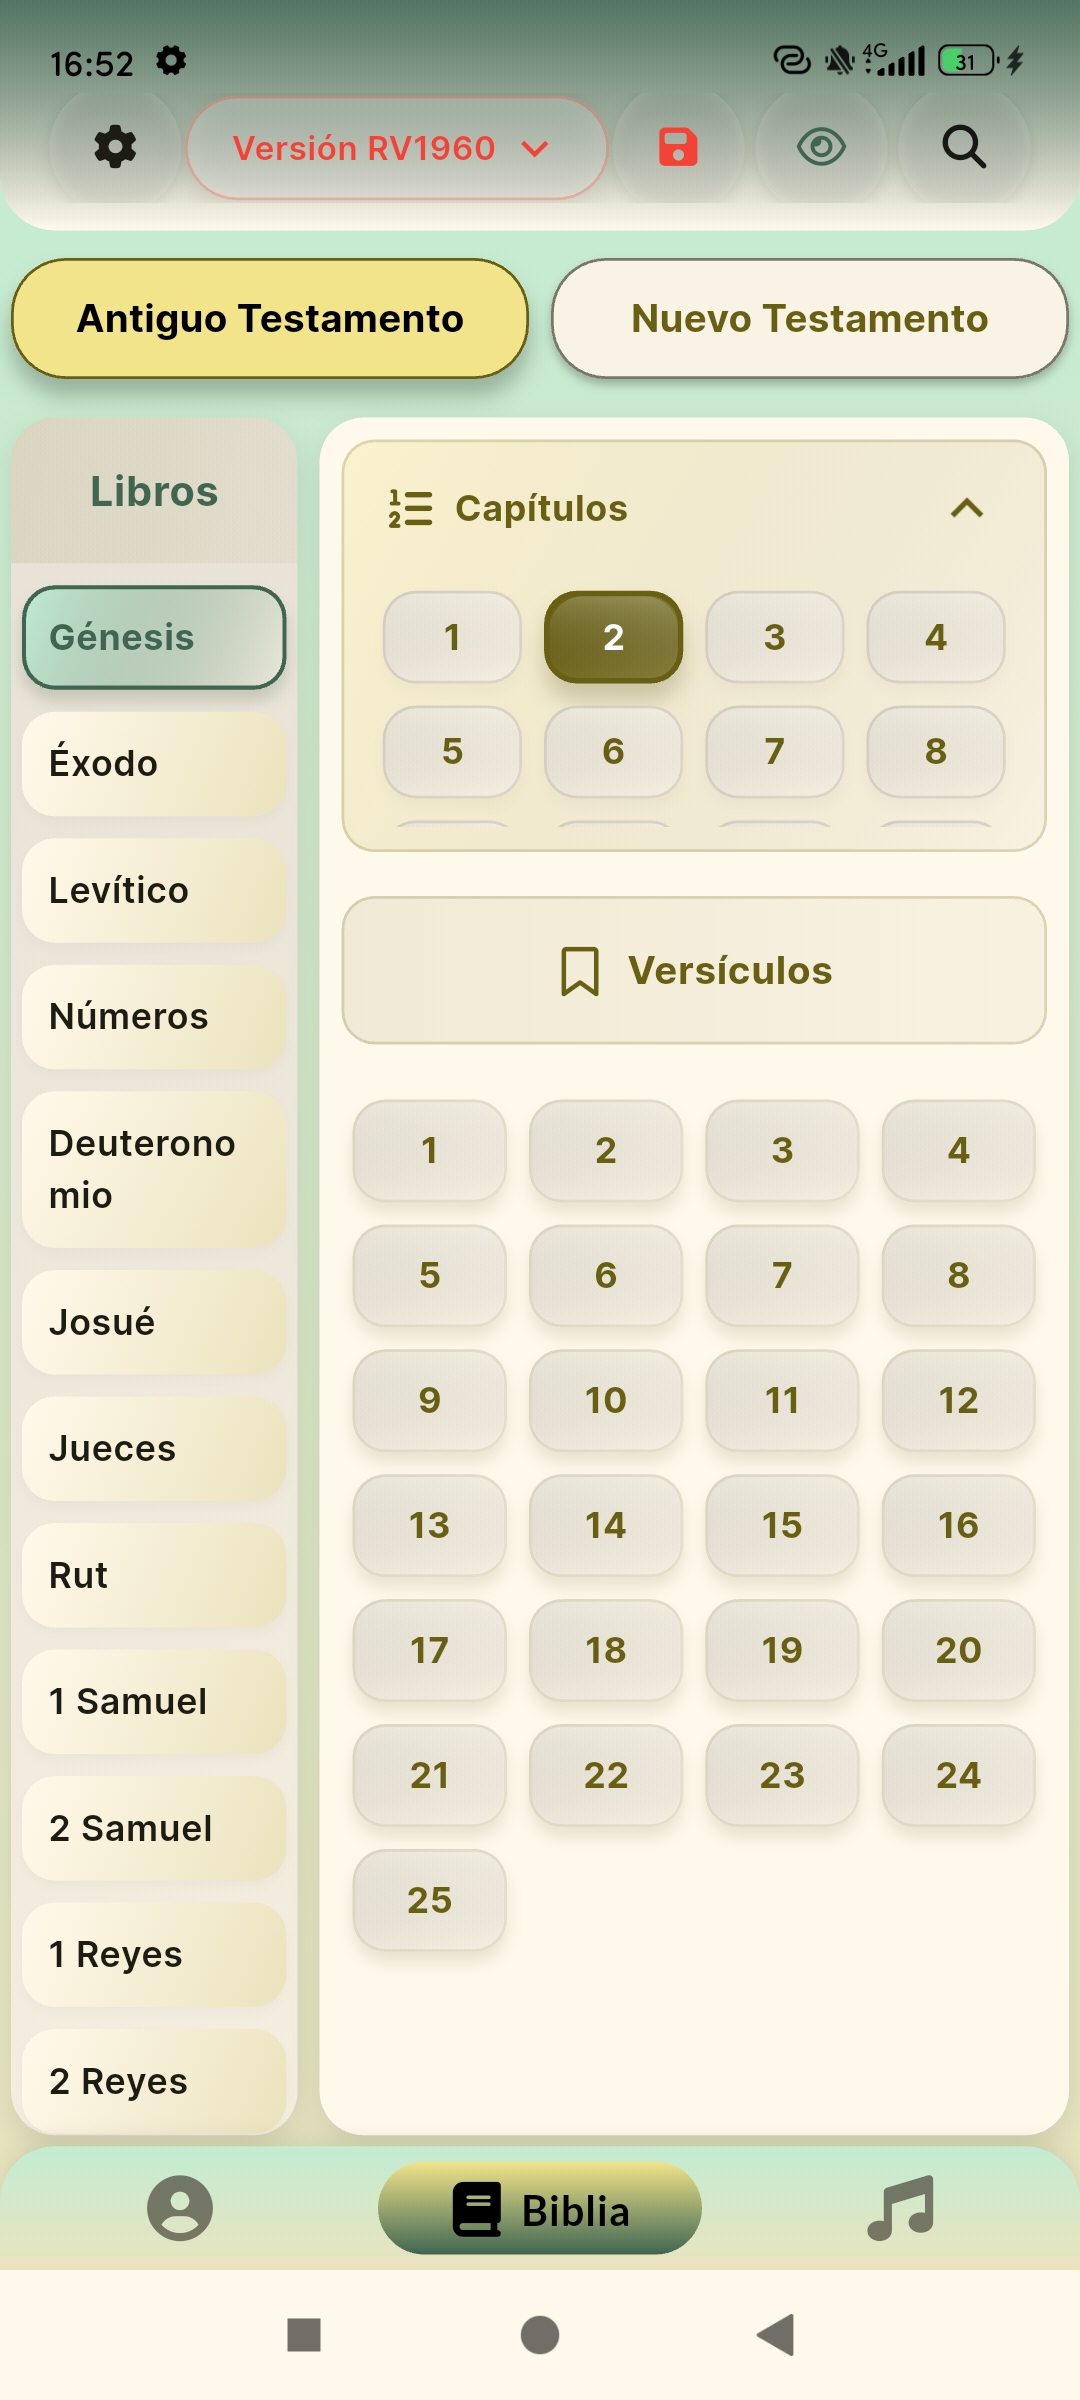 16:52
4G
31
Versión RV1960
Antiguo Testamento
Nuevo Testamento
Libros
Génesis
Éxodo
Levítico
Números
Deuterono
mio
Josué
Jueces
Rut
1 Samuel
2 Samuel
1 Reyes
2 Reyes
Capítulos
1 2 3 4
5 6 7 8
Versículos
1 2 3 4
5 6 7 8
9 10 11 12
13 14 15 16
17 18 19 20
21 22 23 24
25
Biblia